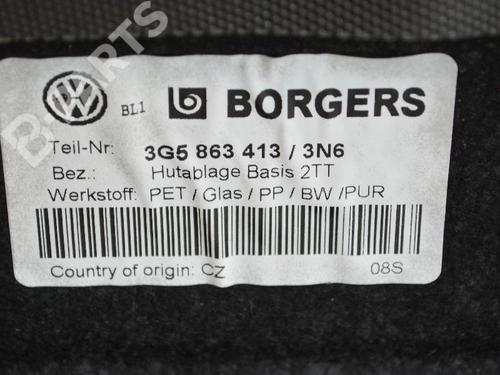 B-PARTS
BL1 BORGERS
Teil-Nr: 3G5 863 413 / 3N6
Bez.: Hutablage Basis 2TT
Werkstoff: PET / Glas / PP / BW /PUR
Country of origin: CZ 08S